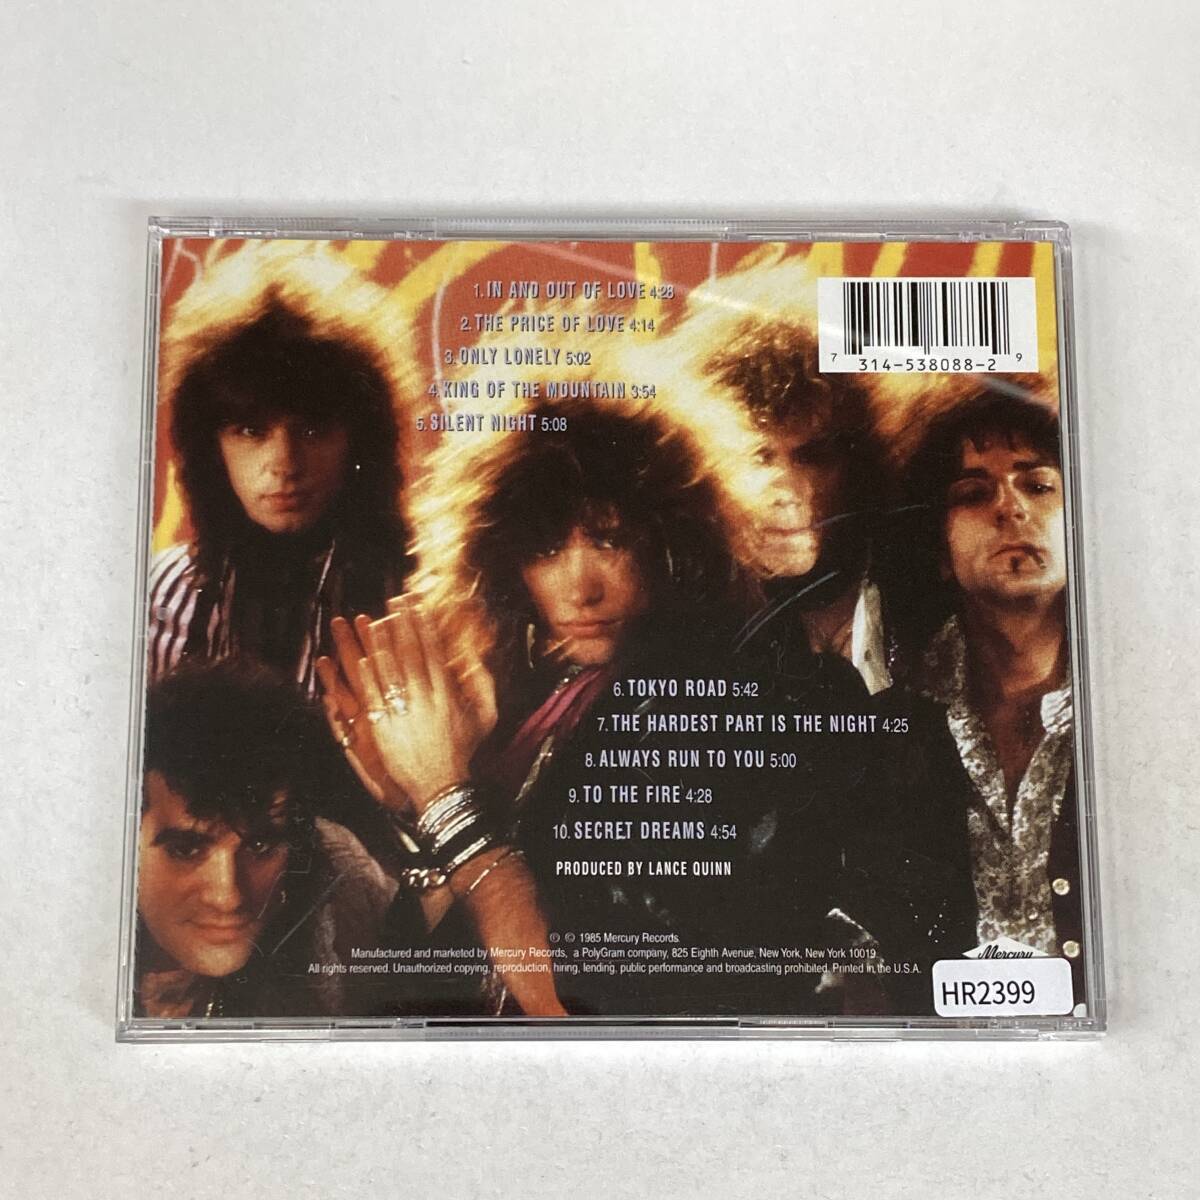 1. IN AND OUT OF LOVE 4:28
2. THE PRICE OF LOVE 4:14
3. ONLY LONELY 5:02
4. KING OF THE MOUNTAIN 3:54
5. SILENT NIGHT 5:08
7 314-538088-2 9
6. TOKYO ROAD 5:42
7. THE HARDEST PART IS THE NIGHT 4:25
8. ALWAYS RUN TO YOU 5:00
9. TO THE FIRE 4:28
10. SECRET DREAMS 4:54
PRODUCED BY LANCE QUINN
℗ © 1985 Mercury Records.
Manufactured and marketed by Mercury Records, a PolyGram company, 825 Eighth Avenue, New York, New York 10019.
All rights reserved. Unauthorized copying, reproduction, hiring, lending, public performance and broadcasting prohibited. Printed in the U.S.A.
Mercury
HR2399